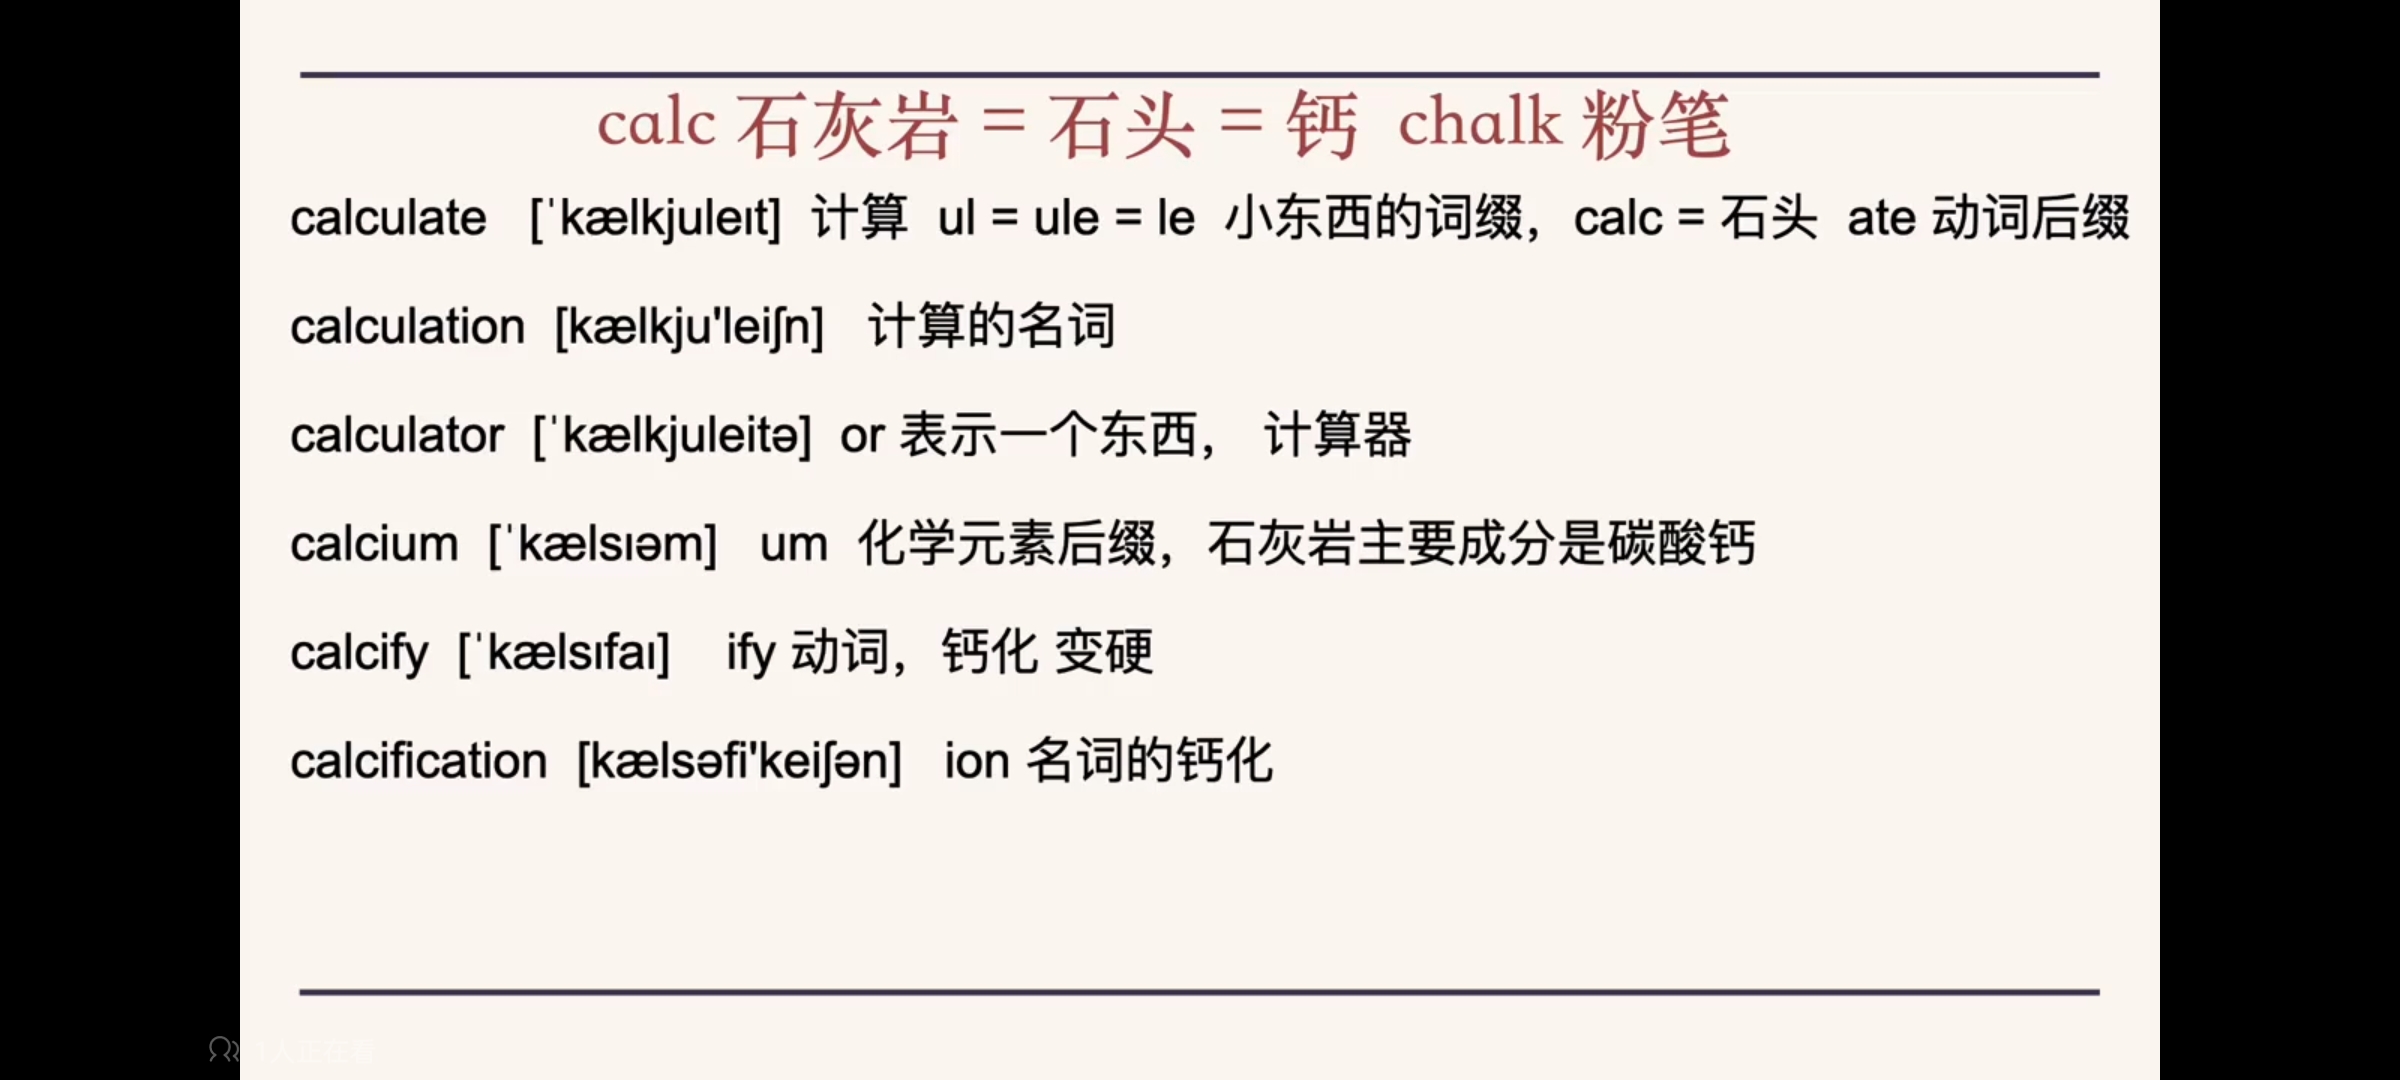 calc 石灰岩 = 石头 = 钙 chalk 粉笔
calculate [ˈkælkjuleɪt] 计算 ul = ule = le 小东西的词缀，calc = 石头 ate 动词后缀
calculation [kælkju'leiʃn] 计算的名词
calculator [ˈkælkjuleitə] or 表示一个东西， 计算器
calcium [ˈkælsɪəm] um 化学元素后缀，石灰岩主要成分是碳酸钙
calcify [ˈkælsɪfaɪ] ify 动词，钙化 变硬
calcification [kælsəfi'keiʃən] ion 名词的钙化
1人正在看